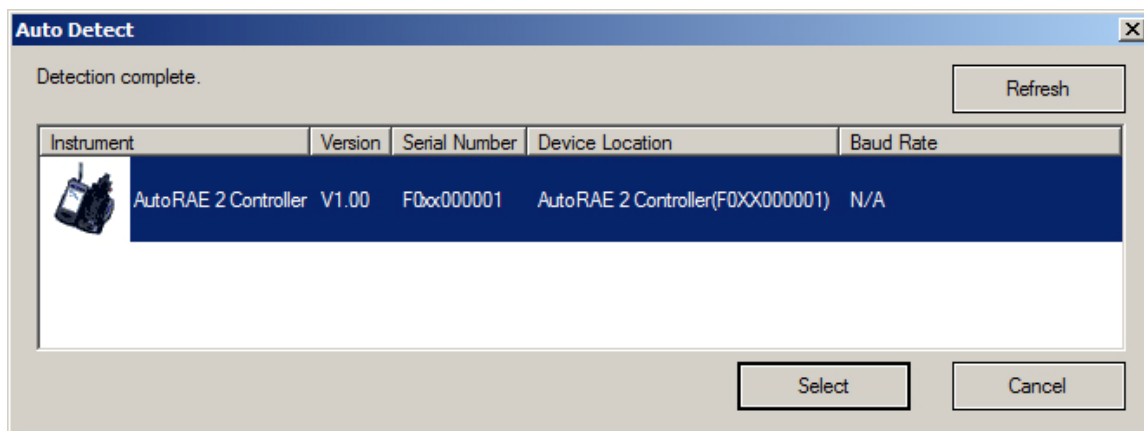 Auto Detect
Detection complete.
Refresh
Instrument Version Serial Number Device Location Baud Rate
AutoRAE 2 Controller V1.00 F0xx000001 AutoRAE 2 Controller(F0XX000001) N/A
Select Cancel